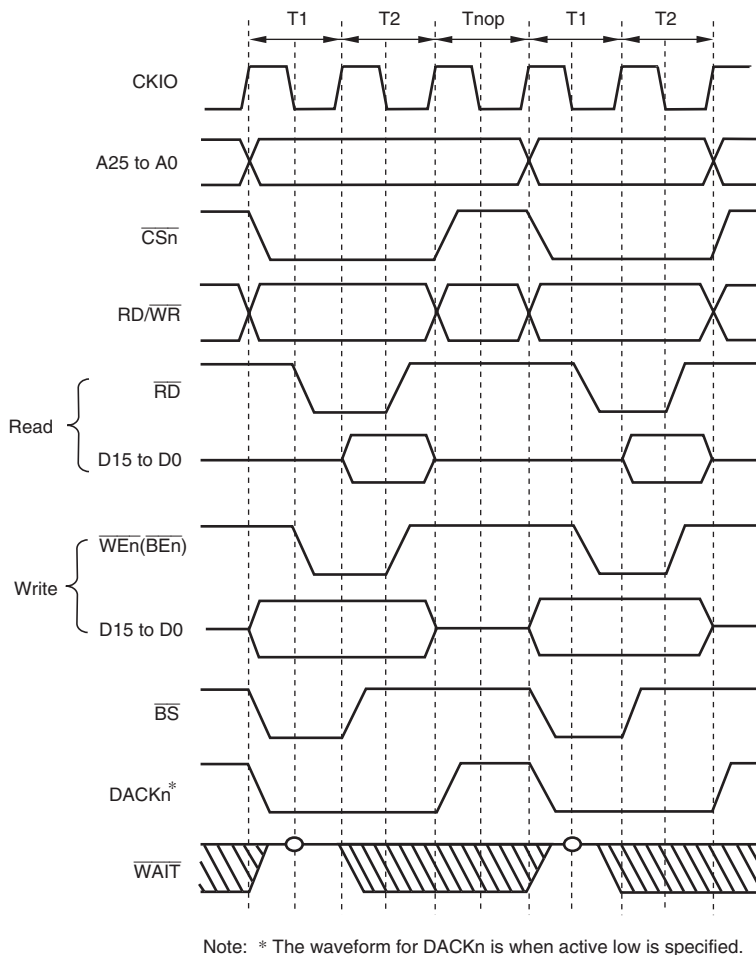 T1 T2 Tnop T1 T2
CKIO
A25 to A0
CSn
RD/WR
Read
RD
D15 to D0
Write
WEn(BEn)
D15 to D0
BS
DACKn*
WAIT
Note: * The waveform for DACKn is when active low is specified.